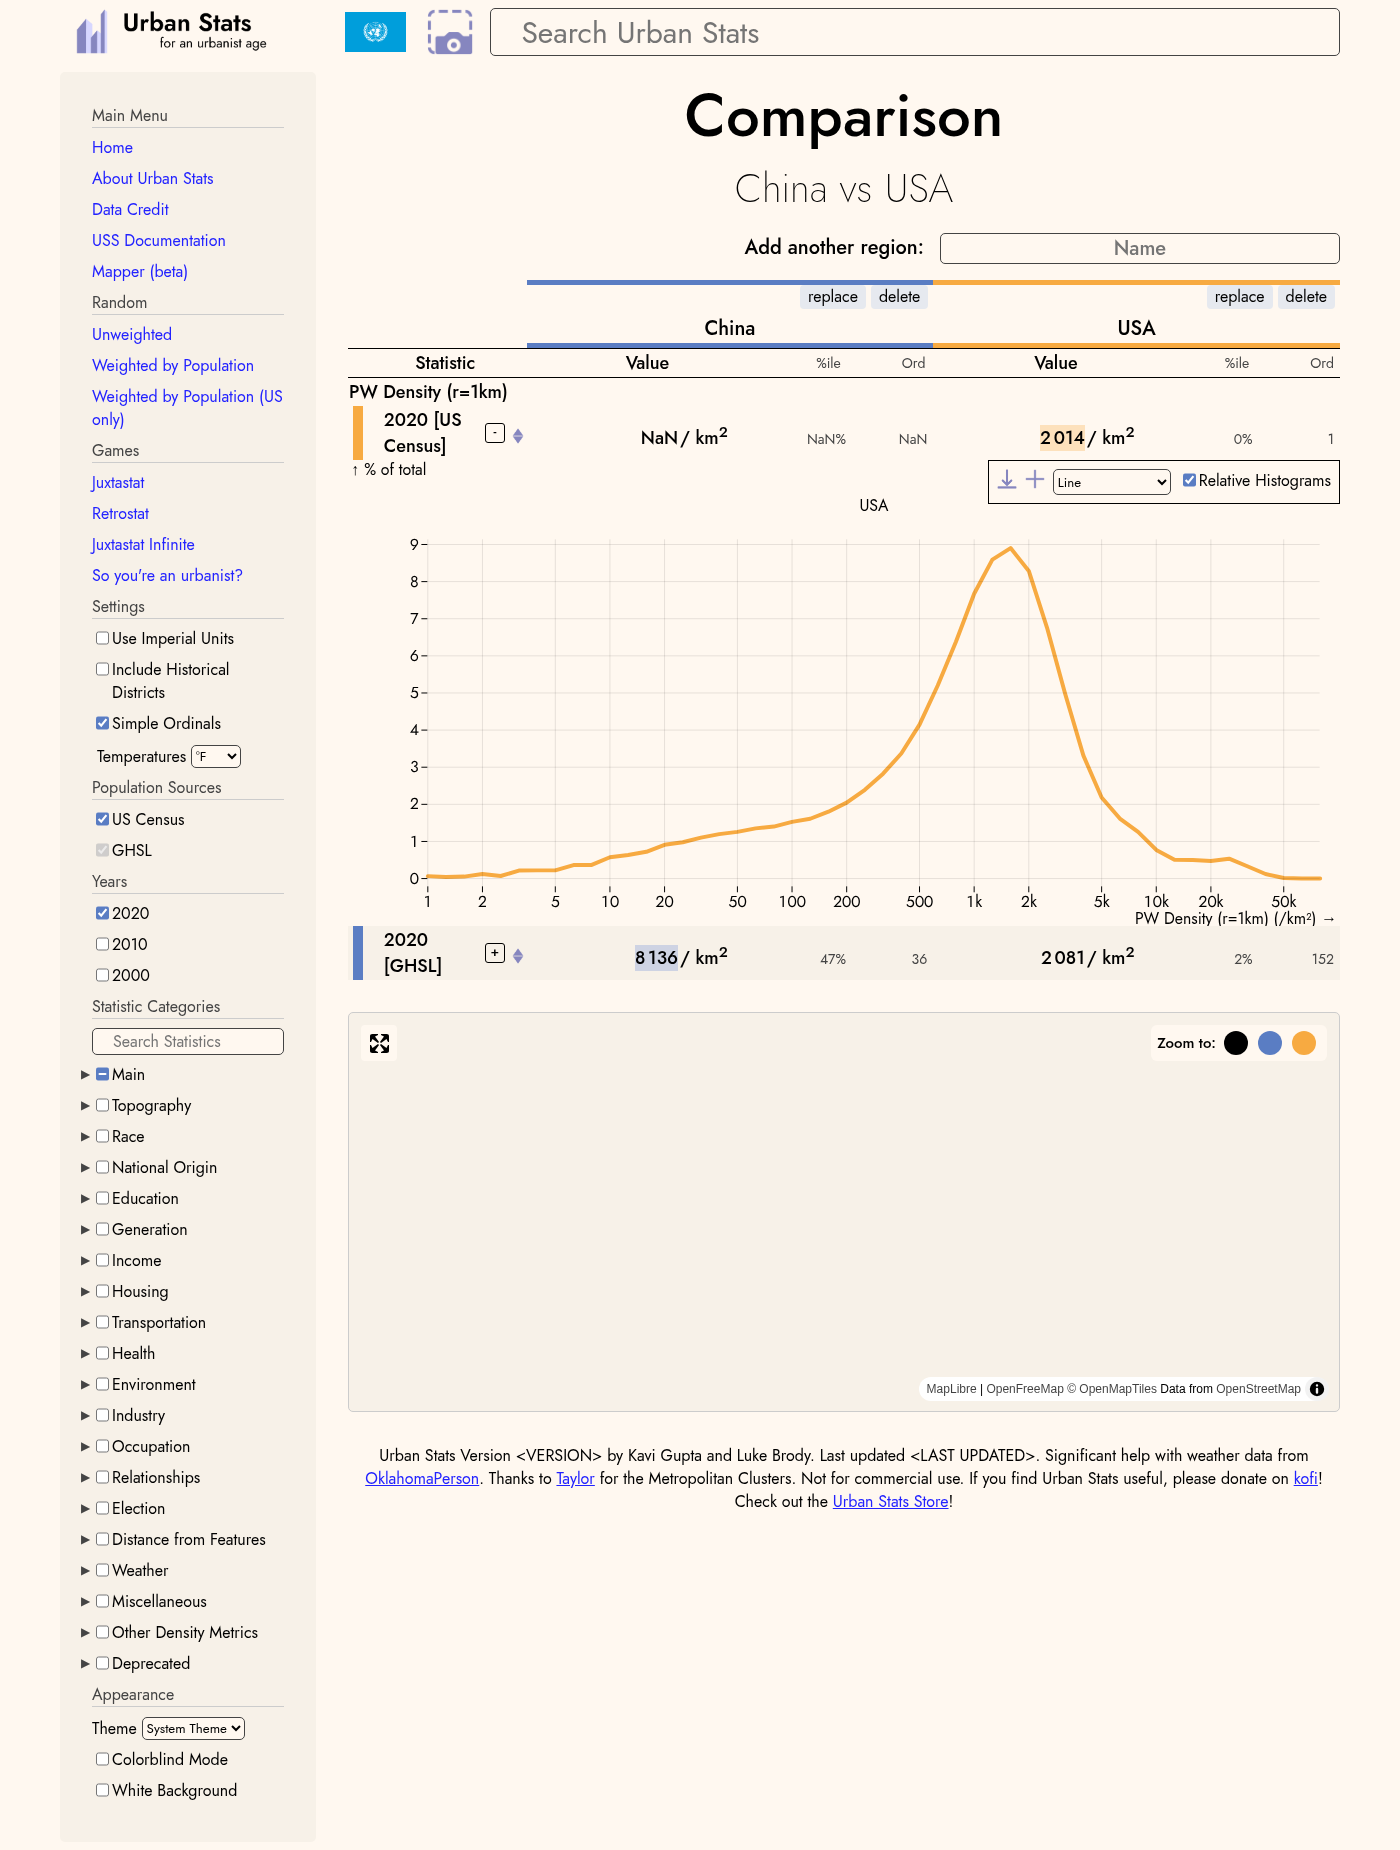 Urban Stats
for an urbanist age
Search Urban Stats
Main Menu
Home
About Urban Stats
Data Credit
USS Documentation
Mapper (beta)
Random
Unweighted
Weighted by Population
Weighted by Population (US
only)
Games
Juxtastat
Retrostat
Juxtastat Infinite
So you're an urbanist?
Settings
Use Imperial Units
Include Historical
Districts
Simple Ordinals
Temperatures °F
Population Sources
US Census
GHSL
Years
2020
2010
2000
Statistic Categories
Search Statistics
Main
Topography
Race
National Origin
Education
Generation
Income
Housing
Transportation
Health
Environment
Industry
Occupation
Relationships
Election
Distance from Features
Weather
Miscellaneous
Other Density Metrics
Deprecated
Appearance
Theme System Theme
Colorblind Mode
White Background
Comparison
China vs USA
Add another region: Name
replace delete replace delete
China USA
Statistic Value %ile Ord Value %ile Ord
PW Density (r=1km)
2020 [US
Census] - NaN / km² NaN% NaN 2 014 / km² 0% 1
↑ % of total
Line Relative Histograms
USA
9
8
7
6
5
4
3
2
1
0
1 2 5 10 20 50 100 200 500 1k 2k 5k 10k 20k 50k
PW Density (r=1km) (/km²) →
2020
[GHSL] + 8 136 / km² 47% 36 2 081 / km² 2% 152
Zoom to:
MapLibre | OpenFreeMap © OpenMapTiles Data from OpenStreetMap
Urban Stats Version <VERSION> by Kavi Gupta and Luke Brody. Last updated <LAST UPDATED>. Significant help with weather data from
OklahomaPerson. Thanks to Taylor for the Metropolitan Clusters. Not for commercial use. If you find Urban Stats useful, please donate on kofi!
Check out the Urban Stats Store!